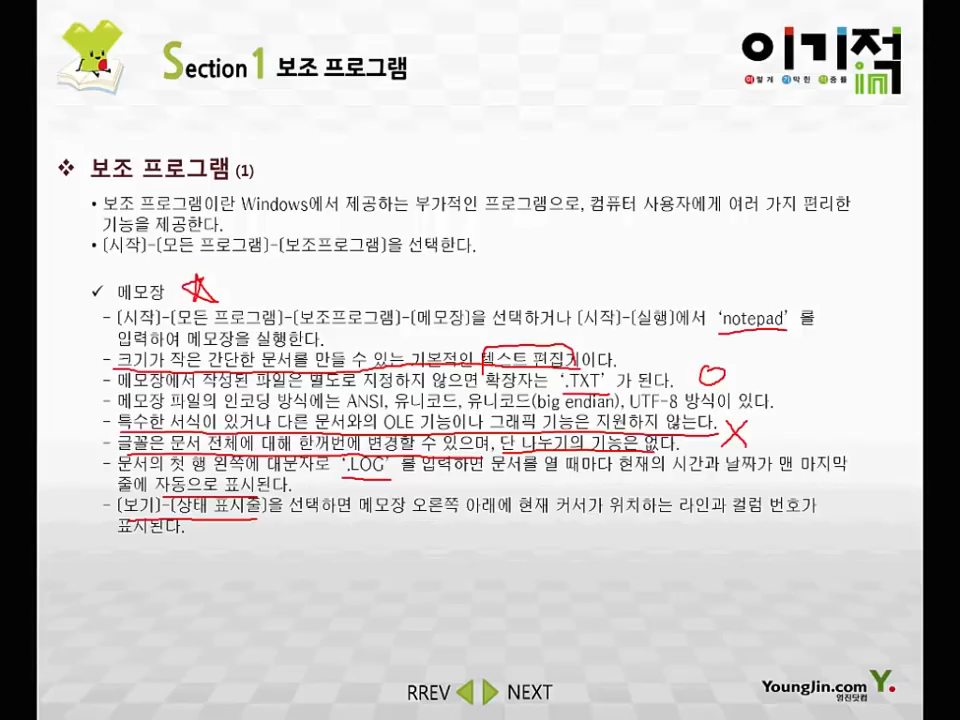 Section 1 보조 프로그램
이기적in
이렇게 기막힌 적중률
❖ 보조 프로그램 (1)
• 보조 프로그램이란 Windows에서 제공하는 부가적인 프로그램으로, 컴퓨터 사용자에게 여러 가지 편리한
기능을 제공한다.
• [시작]-[모든 프로그램]-[보조프로그램]을 선택한다.
✓ 메모장
- [시작]-[모든 프로그램]-[보조프로그램]-[메모장]을 선택하거나 [시작]-[실행]에서 ‘notepad’를
입력하여 메모장을 실행한다.
- 크기가 작은 간단한 문서를 만들 수 있는 기본적인 텍스트 편집기이다.
- 메모장에서 작성된 파일은 별도로 지정하지 않으면 확장자는 ‘.TXT’가 된다.
- 메모장 파일의 인코딩 방식에는 ANSI, 유니코드, 유니코드(big endian), UTF-8 방식이 있다.
- 특수한 서식이 있거나 다른 문서와의 OLE 기능이나 그래픽 기능은 지원하지 않는다.
- 글꼴은 문서 전체에 대해 한꺼번에 변경할 수 있으며, 단 나누기의 기능은 없다.
- 문서의 첫 행 왼쪽에 대문자로 ‘.LOG’를 입력하면 문서를 열 때마다 현재의 시간과 날짜가 맨 마지막
줄에 자동으로 표시된다.
- [보기]-[상태 표시줄]을 선택하면 메모장 오른쪽 아래에 현재 커서가 위치하는 라인과 컬럼 번호가
표시된다.
RREV NEXT
YoungJin.com Y.
영진닷컴